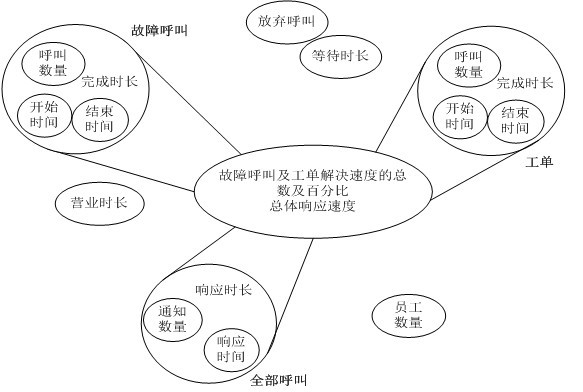 故障呼叫
呼叫
数量
完成时长
开始
时间
结束
时间
放弃呼叫
等待时长
呼叫
数量
完成时长
开始
时间
结束
时间
工单
故障呼叫及工单解决速度的总
数及百分比
总体响应速度
营业时长
响应时长
通知
数量
响应
时间
全部呼叫
员工
数量